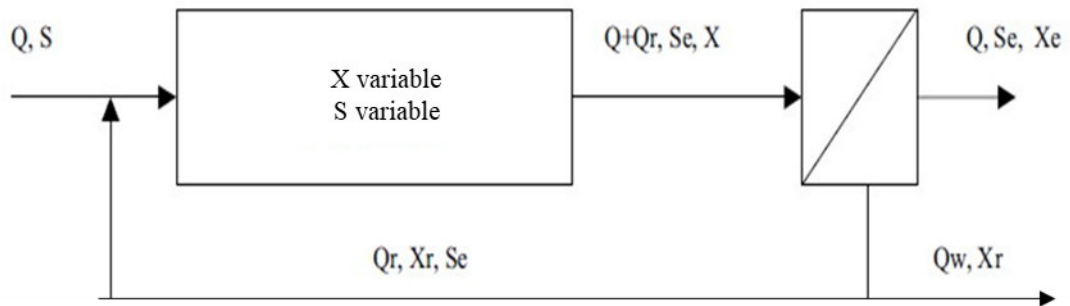 Q, S
Q+Qr, Se, X
Q, Se, Xe
X variable
S variable
Qr, Xr, Se
Qw, Xr